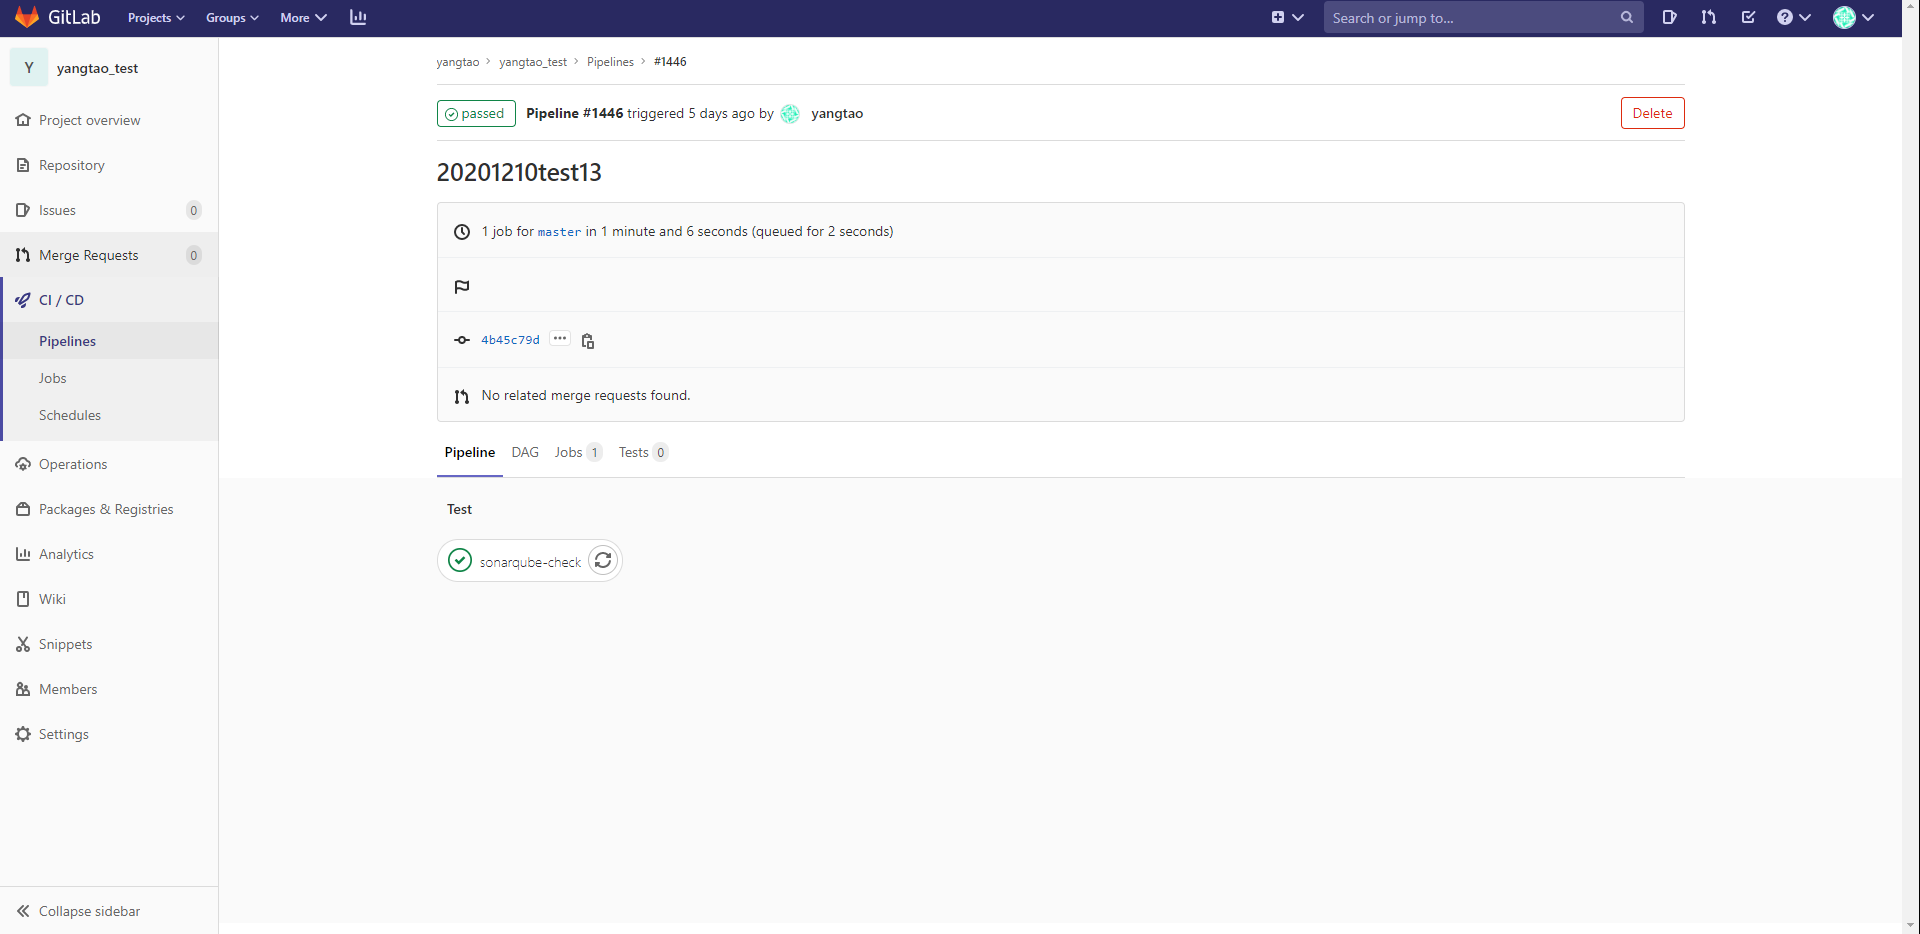 GitLab Projects Groups More Search or jump to...
Y yangtao_test
Project overview
Repository
Issues 0
Merge Requests 0
CI / CD
Pipelines
Jobs
Schedules
Operations
Packages & Registries
Analytics
Wiki
Snippets
Members
Settings
Collapse sidebar
yangtao > yangtao_test > Pipelines > #1446
passed Pipeline #1446 triggered 5 days ago by yangtao Delete
20201210test13
1 job for master in 1 minute and 6 seconds (queued for 2 seconds)
4b45c79d ...
No related merge requests found.
Pipeline DAG Jobs 1 Tests 0
Test
sonarqube-check